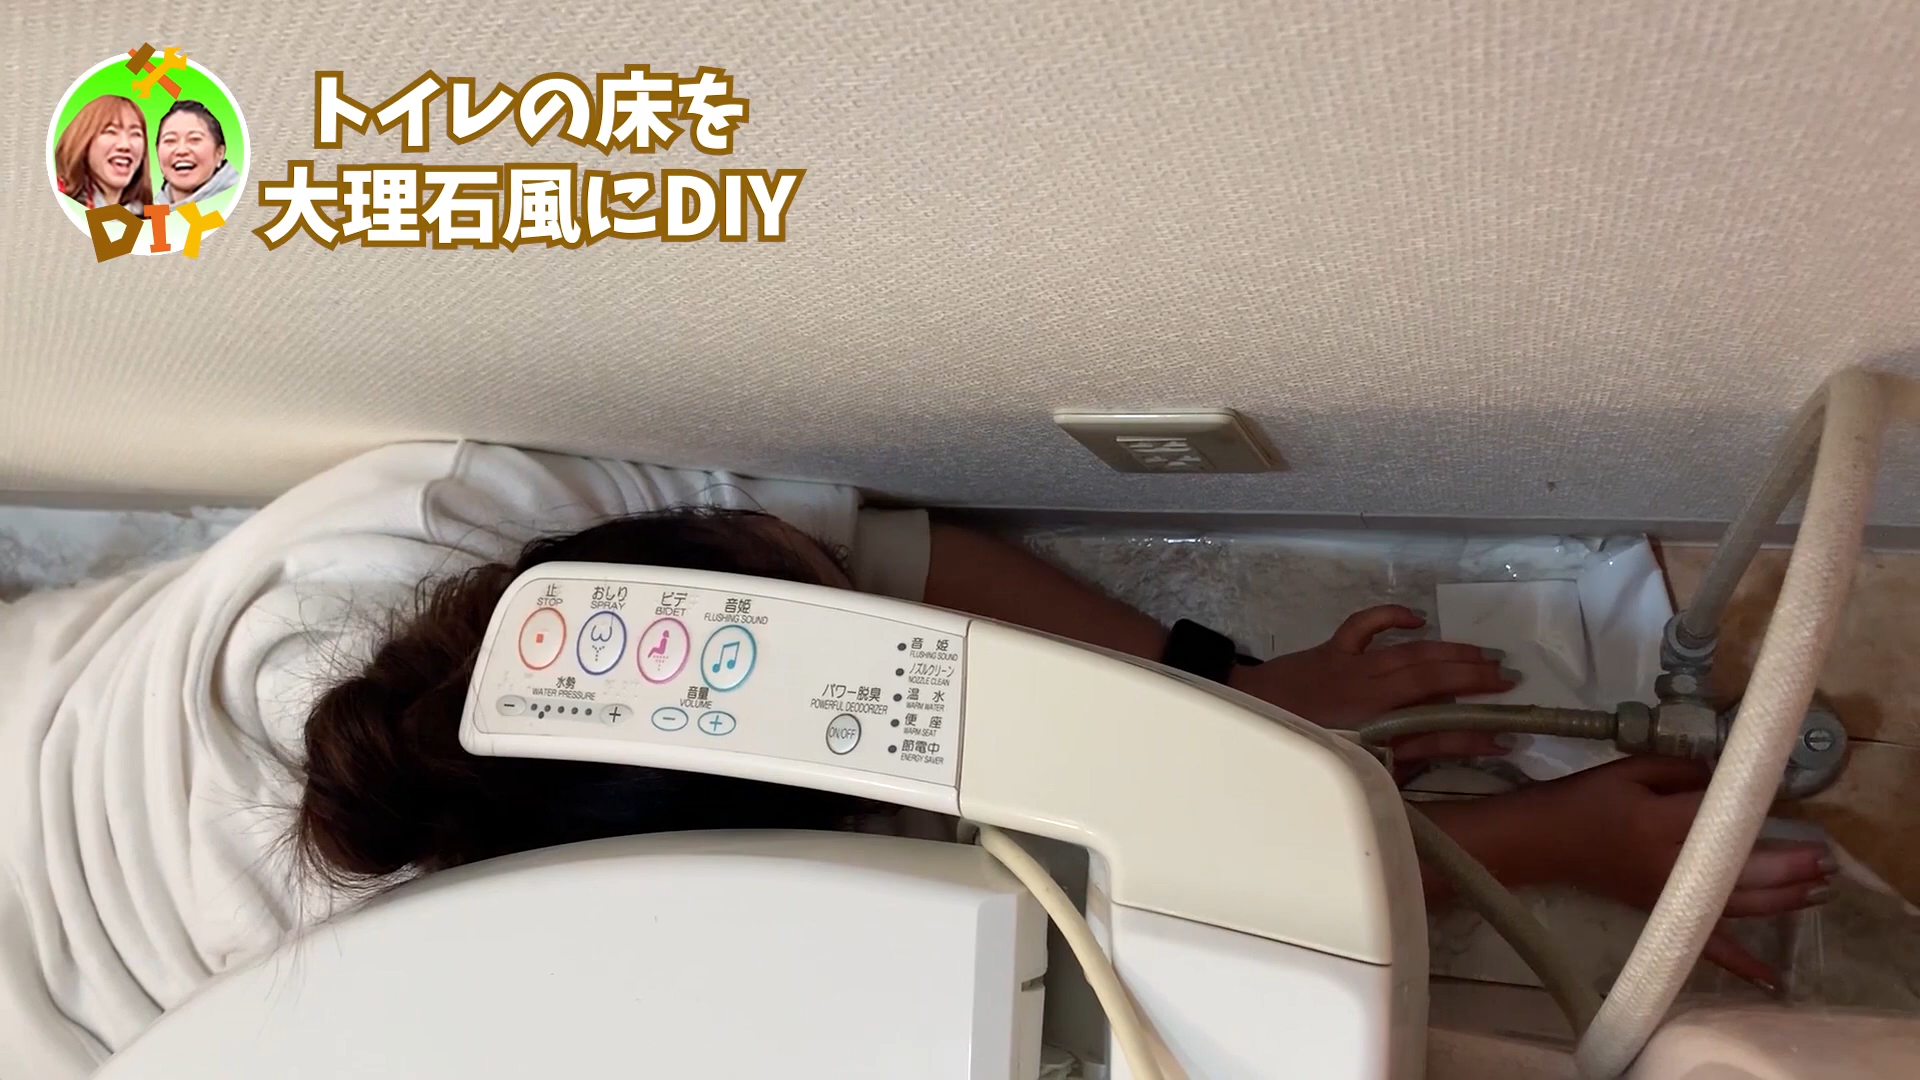 トイレの床を
大理石風にDIY
DIY
止
STOP
おしり
SPRAY
ビデ
BIDET
音姫
FLUSHING SOUND
水勢
WATER PRESSURE
音量
VOLUME
パワー脱臭
POWERFUL DEODORIZER
ON/OFF
音姫
FLUSHING SOUND
ノズルクリーン
NOZZLE CLEAN
温水
WARM WATER
便座
WARM SEAT
節電中
ENERGY SAVER